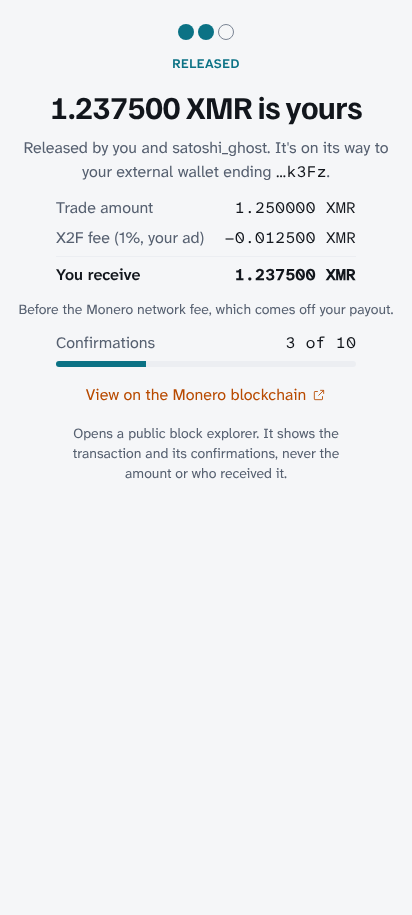 RELEASED
1.237500 XMR is yours
Released by you and satoshi_ghost. It's on its way to
your external wallet ending …k3Fz.
Trade amount 1.250000 XMR
X2F fee (1%, your ad) −0.012500 XMR
You receive 1.237500 XMR
Before the Monero network fee, which comes off your payout.
Confirmations 3 of 10
View on the Monero blockchain
Opens a public block explorer. It shows the
transaction and its confirmations, never the
amount or who received it.